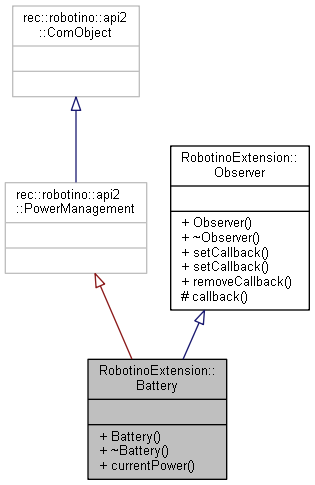 rec::robotino::api2
::ComObject
rec::robotino::api2
::PowerManagement
RobotinoExtension::
Observer
+ Observer()
+ ~Observer()
+ setCallback()
+ setCallback()
+ removeCallback()
# callback()
RobotinoExtension::
Battery
+ Battery()
+ ~Battery()
+ currentPower()